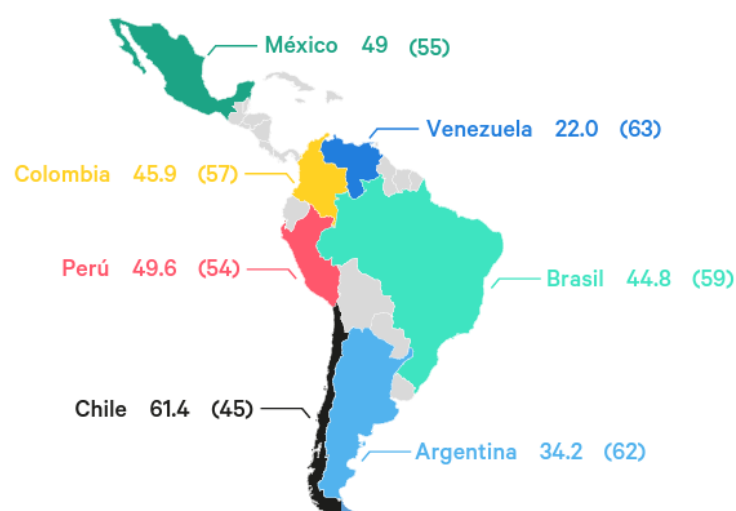 México 49 (55)
Venezuela 22.0 (63)
Colombia 45.9 (57)
Perú 49.6 (54)
Brasil 44.8 (59)
Chile 61.4 (45)
Argentina 34.2 (62)